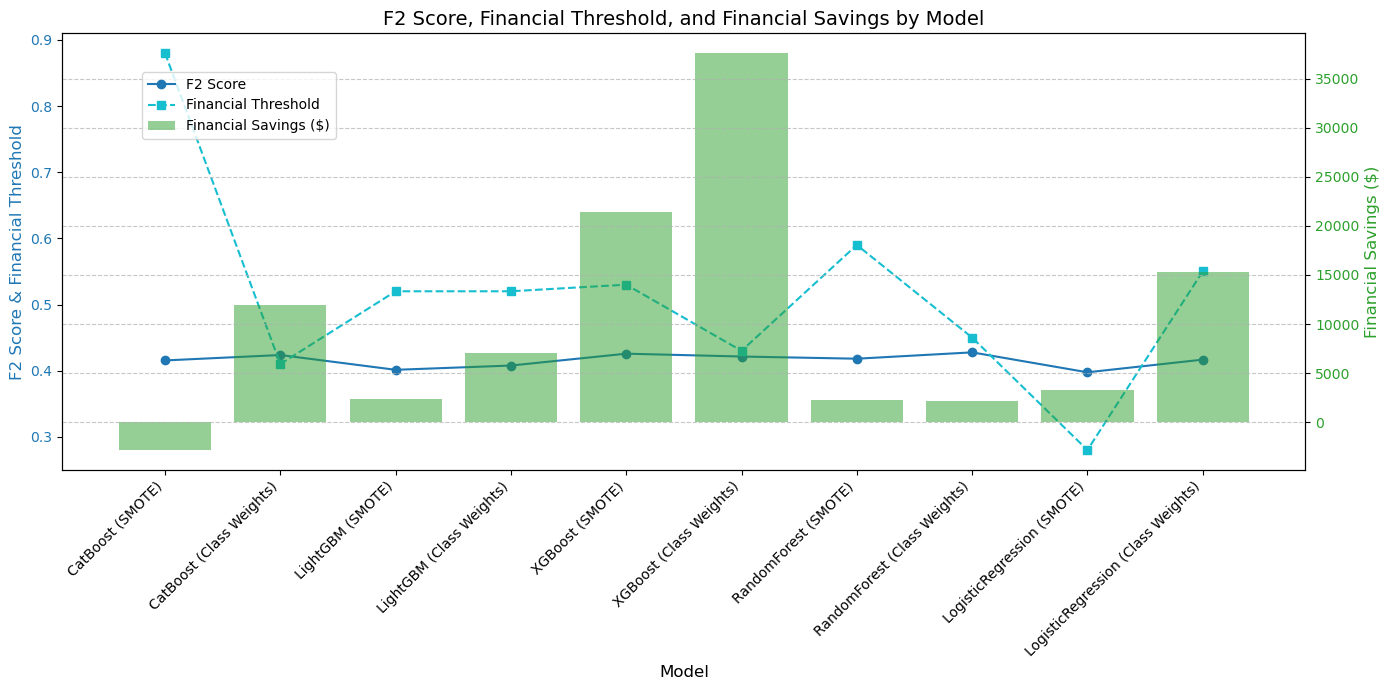 F2 Score, Financial Threshold, and Financial Savings by Model
F2 Score & Financial Threshold
0.9
0.8
0.7
0.6
0.5
0.4
0.3
F2 Score
Financial Threshold
Financial Savings ($)
35000
30000
25000
20000
15000
10000
5000
0
Financial Savings ($)
CatBoost (SMOTE)
CatBoost (Class Weights)
LightGBM (SMOTE)
LightGBM (Class Weights)
XGBoost (SMOTE)
XGBoost (Class Weights)
RandomForest (SMOTE)
RandomForest (Class Weights)
LogisticRegression (SMOTE)
LogisticRegression (Class Weights)
Model